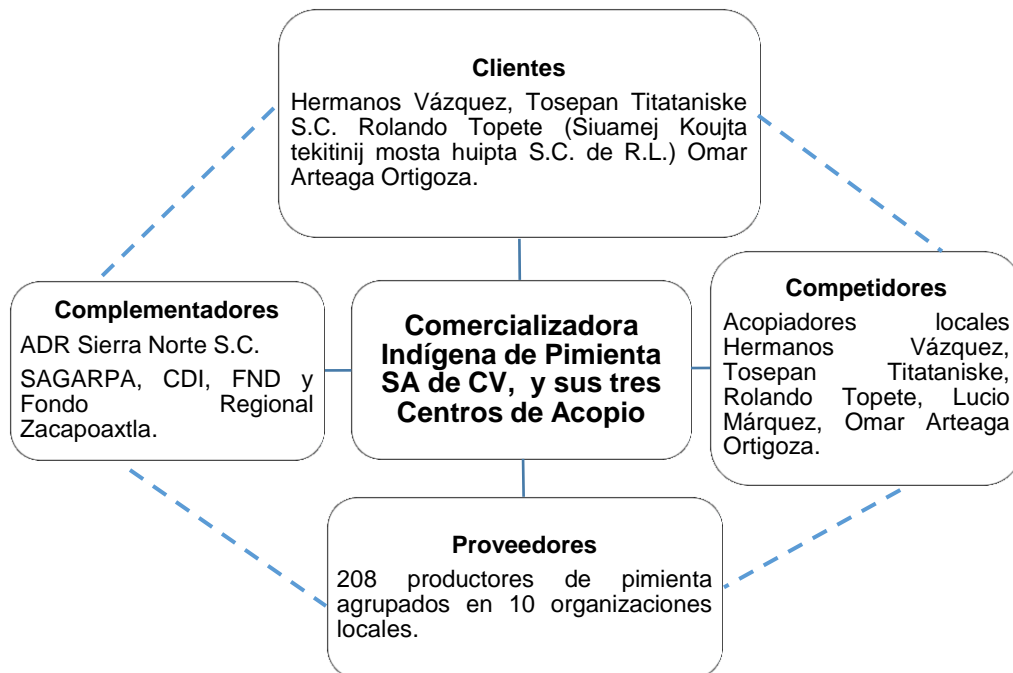 Clientes
Hermanos Vázquez, Tosepan Titataniske
S.C. Rolando Topete (Siuamej Koujta
tekitinij mosta huipta S.C. de R.L.) Omar
Arteaga Ortigoza.
Complementadores
ADR Sierra Norte S.C.
SAGARPA, CDI, FND y
Fondo Regional
Zacapoaxtla.
Comercializadora
Indígena de Pimienta
SA de CV, y sus tres
Centros de Acopio
Competidores
Acopiadores locales
Hermanos Vázquez,
Tosepan Titataniske,
Rolando Topete, Lucio
Márquez, Omar Arteaga
Ortigoza.
Proveedores
208 productores de pimienta
agrupados en 10 organizaciones
locales.